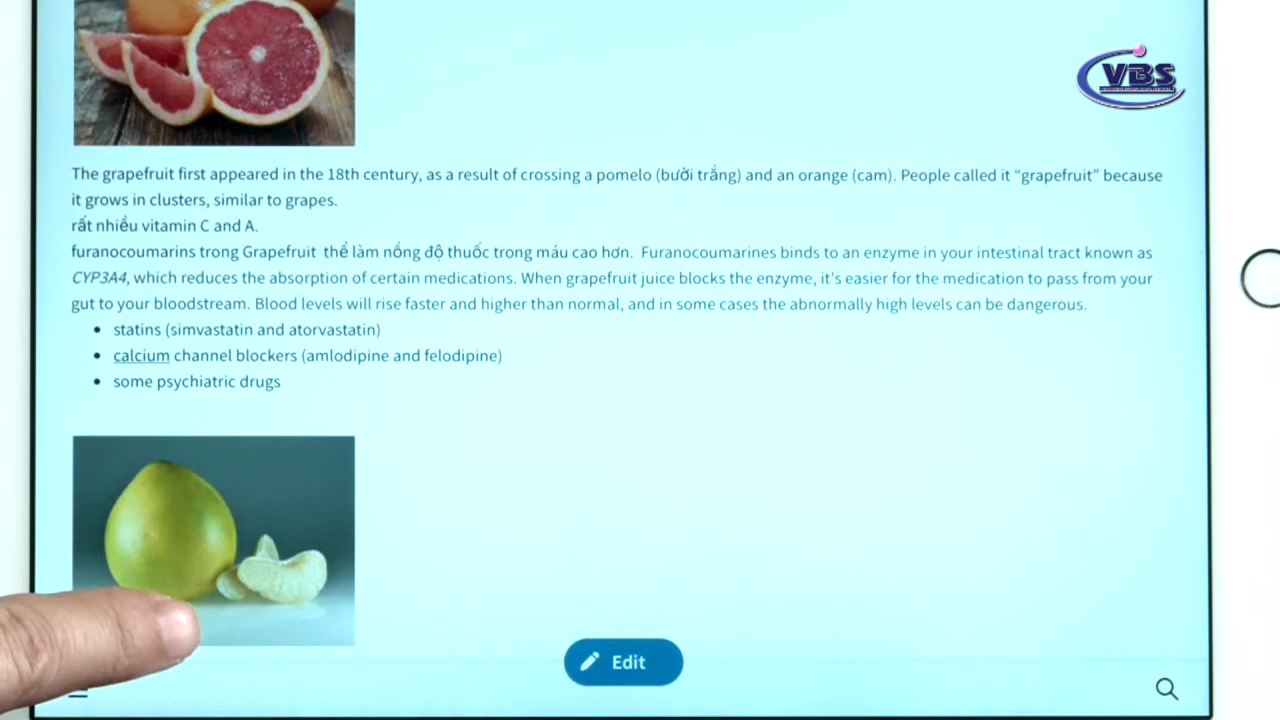 VBS
The grapefruit first appeared in the 18th century, as a result of crossing a pomelo (bưởi trắng) and an orange (cam). People called it “grapefruit” because
it grows in clusters, similar to grapes.
rất nhiều vitamin C and A.
furanocoumarins trong Grapefruit thể làm nồng độ thuốc trong máu cao hơn. Furanocoumarines binds to an enzyme in your intestinal tract known as
CYP3A4, which reduces the absorption of certain medications. When grapefruit juice blocks the enzyme, it's easier for the medication to pass from your
gut to your bloodstream. Blood levels will rise faster and higher than normal, and in some cases the abnormally high levels can be dangerous.
• statins (simvastatin and atorvastatin)
• calcium channel blockers (amlodipine and felodipine)
• some psychiatric drugs
Edit